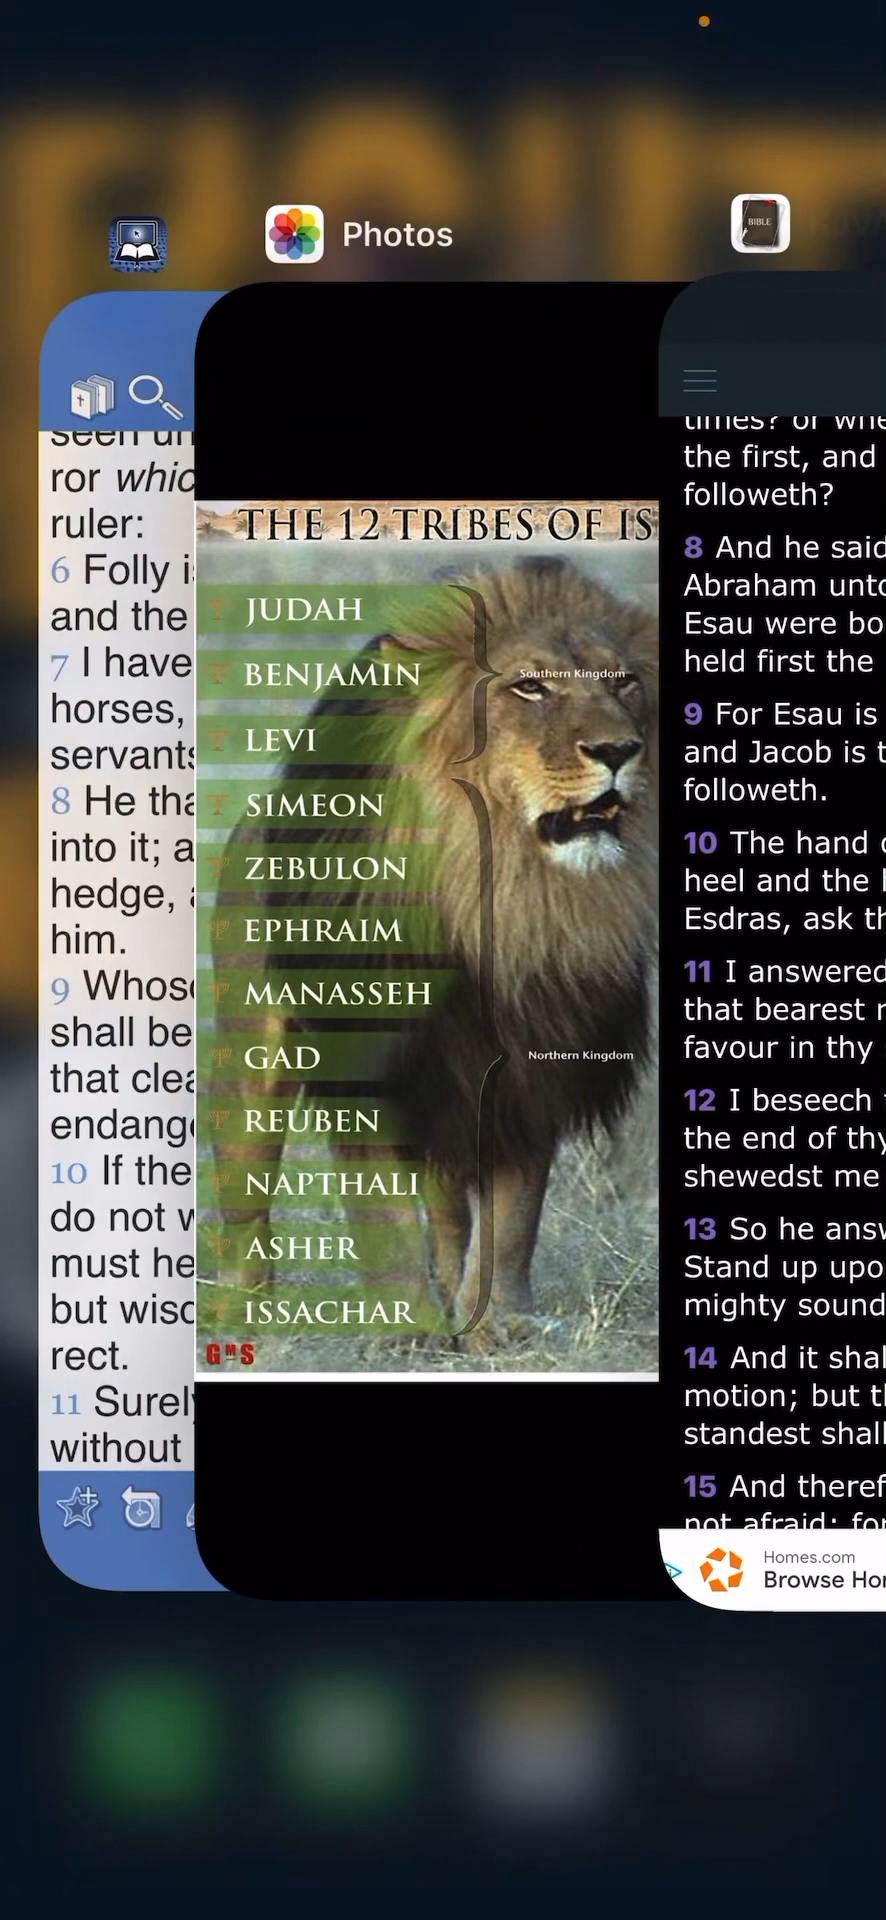 Photos
BIBLE
seen un
ror whic
ruler:
6 Folly i
and the
7 I have
horses,
servants
8 He tha
into it; a
hedge, a
him.
9 Whoso
shall be
that clea
endange
10 If the
do not w
must he
but wisd
rect.
11 Surely
without
THE 12 TRIBES OF IS
JUDAH
BENJAMIN
LEVI
SIMEON
ZEBULON
EPHRAIM
MANASSEH
GAD
REUBEN
NAPTHALI
ASHER
ISSACHAR
Southern Kingdom
Northern Kingdom
GMS
times? or whe
the first, and
followeth?
8 And he said
Abraham unto
Esau were bo
held first the
9 For Esau is
and Jacob is t
followeth.
10 The hand o
heel and the h
Esdras, ask th
11 I answered
that bearest r
favour in thy
12 I beseech t
the end of thy
shewedst me
13 So he answ
Stand up upo
mighty sound
14 And it shal
motion; but th
standest shall
15 And theref
not afraid: for
Homes.com
Browse Hor